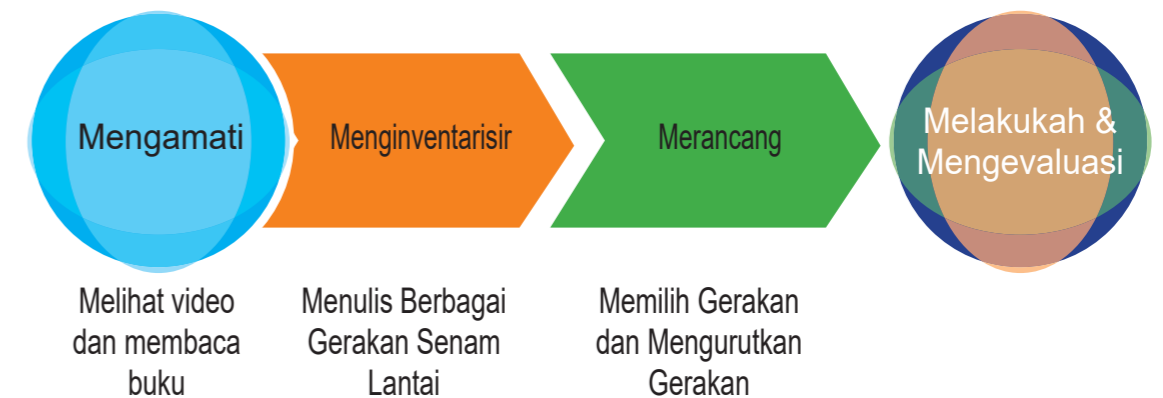 Mengamati
Menginventarisir
Merancang
Melakukah &
Mengevaluasi
Melihat video
dan membaca
buku
Menulis Berbagai
Gerakan Senam
Lantai
Memilih Gerakan
dan Mengurutkan
Gerakan